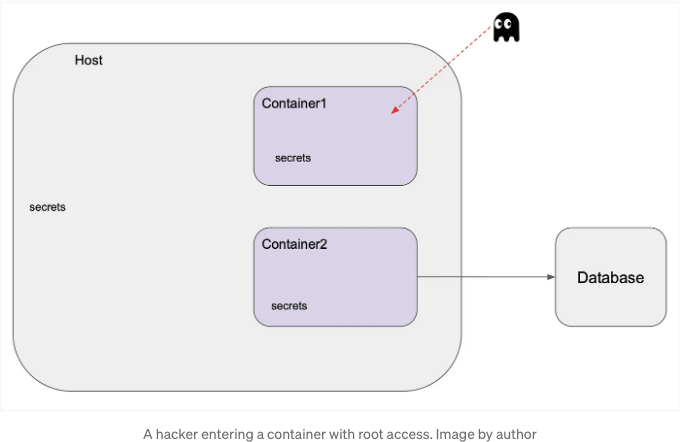 Host
Container1
secrets
secrets
Container2
Database
secrets
A hacker entering a container with root access. Image by author